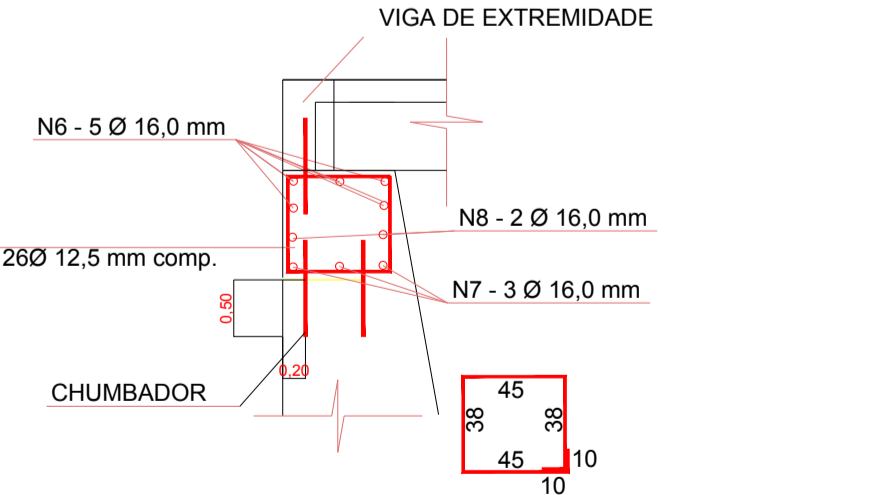 VIGA DE EXTREMIDADE
N6 - 5 Ø 16,0 mm
N8 - 2 Ø 16,0 mm
26Ø 12,5 mm comp.
N7 - 3 Ø 16,0 mm
0,50
0,20
CHUMBADOR
45
38
38
45
10
10